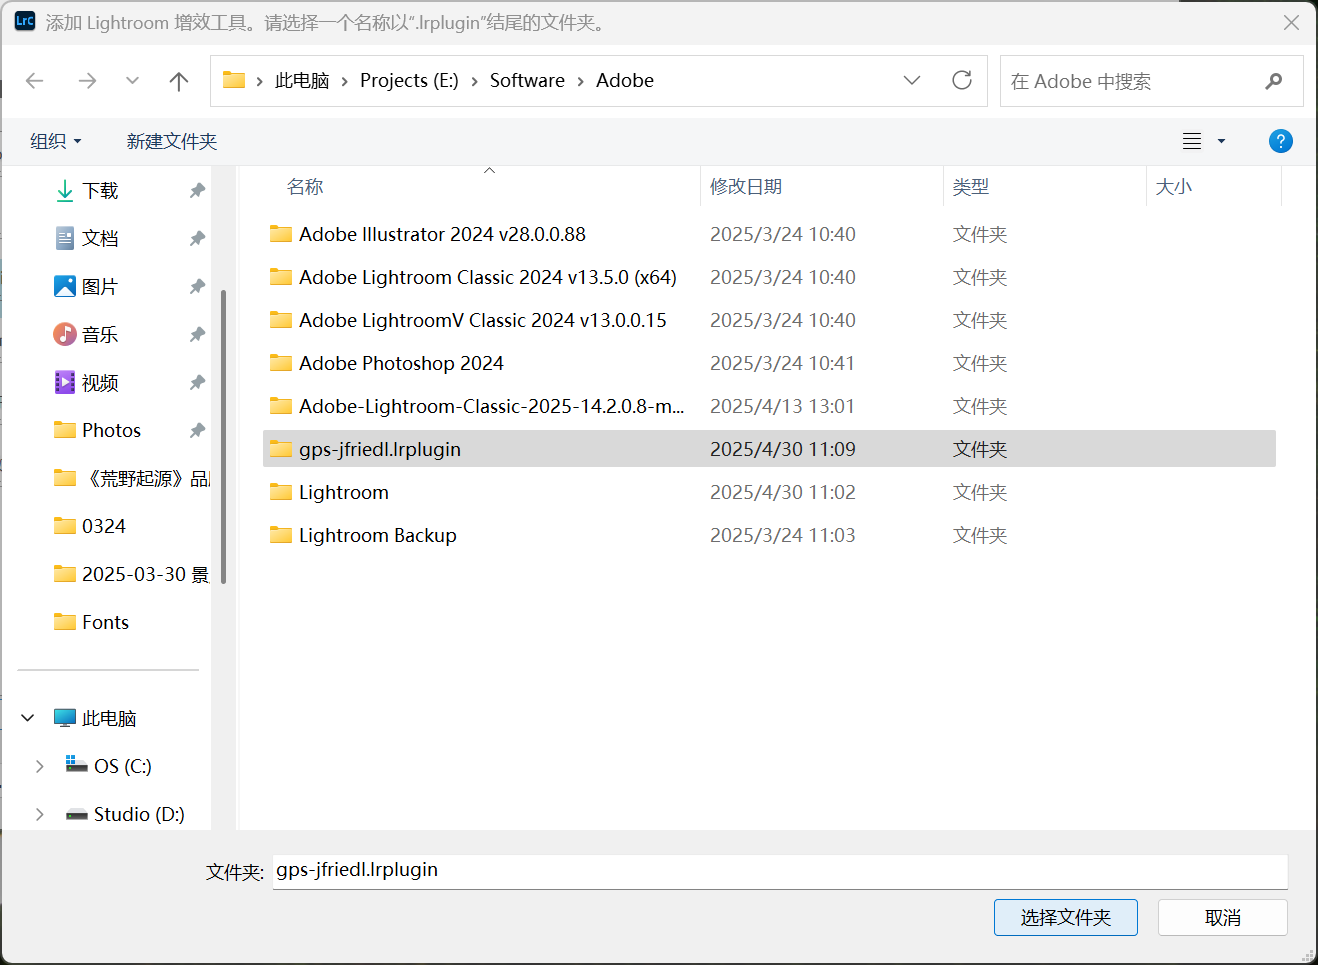 Lrc 添加 Lightroom 增效工具。请选择一个名称以“.lrplugin”结尾的文件夹。
此电脑 › Projects (E:) › Software › Adobe
在 Adobe 中搜索
组织 新建文件夹
名称 修改日期 类型 大小
下载
文档
图片
音乐
视频
Photos
《荒野起源》品
0324
2025-03-30 景
Fonts
此电脑
OS (C:)
Studio (D:)
Adobe Illustrator 2024 v28.0.0.88 2025/3/24 10:40 文件夹
Adobe Lightroom Classic 2024 v13.5.0 (x64) 2025/3/24 10:40 文件夹
Adobe LightroomV Classic 2024 v13.0.0.15 2025/3/24 10:40 文件夹
Adobe Photoshop 2024 2025/3/24 10:41 文件夹
Adobe-Lightroom-Classic-2025-14.2.0.8-m... 2025/4/13 13:01 文件夹
gps-jfriedl.lrplugin 2025/4/30 11:09 文件夹
Lightroom 2025/4/30 11:02 文件夹
Lightroom Backup 2025/3/24 11:03 文件夹
文件夹: gps-jfriedl.lrplugin
选择文件夹 取消